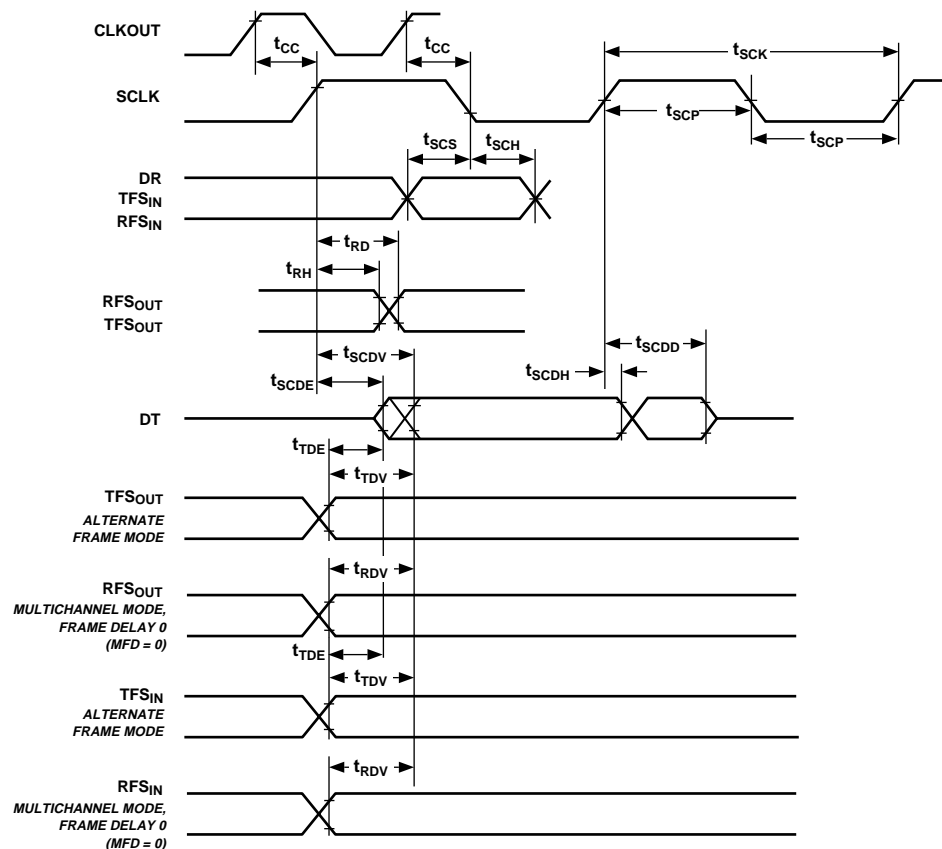 CLKOUT
tCC
tCC
tSCK
SCLK
tSCP
tSCP
tSCS
tSCH
DR
TFSIN
RFSIN
tRD
tRH
RFSOUT
TFSOUT
tSCDV
tSCDD
tSCDE
tSCDH
DT
tTDE
tTDV
TFSOUT
ALTERNATE
FRAME MODE
tRDV
RFSOUT
MULTICHANNEL MODE,
FRAME DELAY 0
(MFD = 0)
tTDE
tTDV
TFSIN
ALTERNATE
FRAME MODE
tRDV
RFSIN
MULTICHANNEL MODE,
FRAME DELAY 0
(MFD = 0)